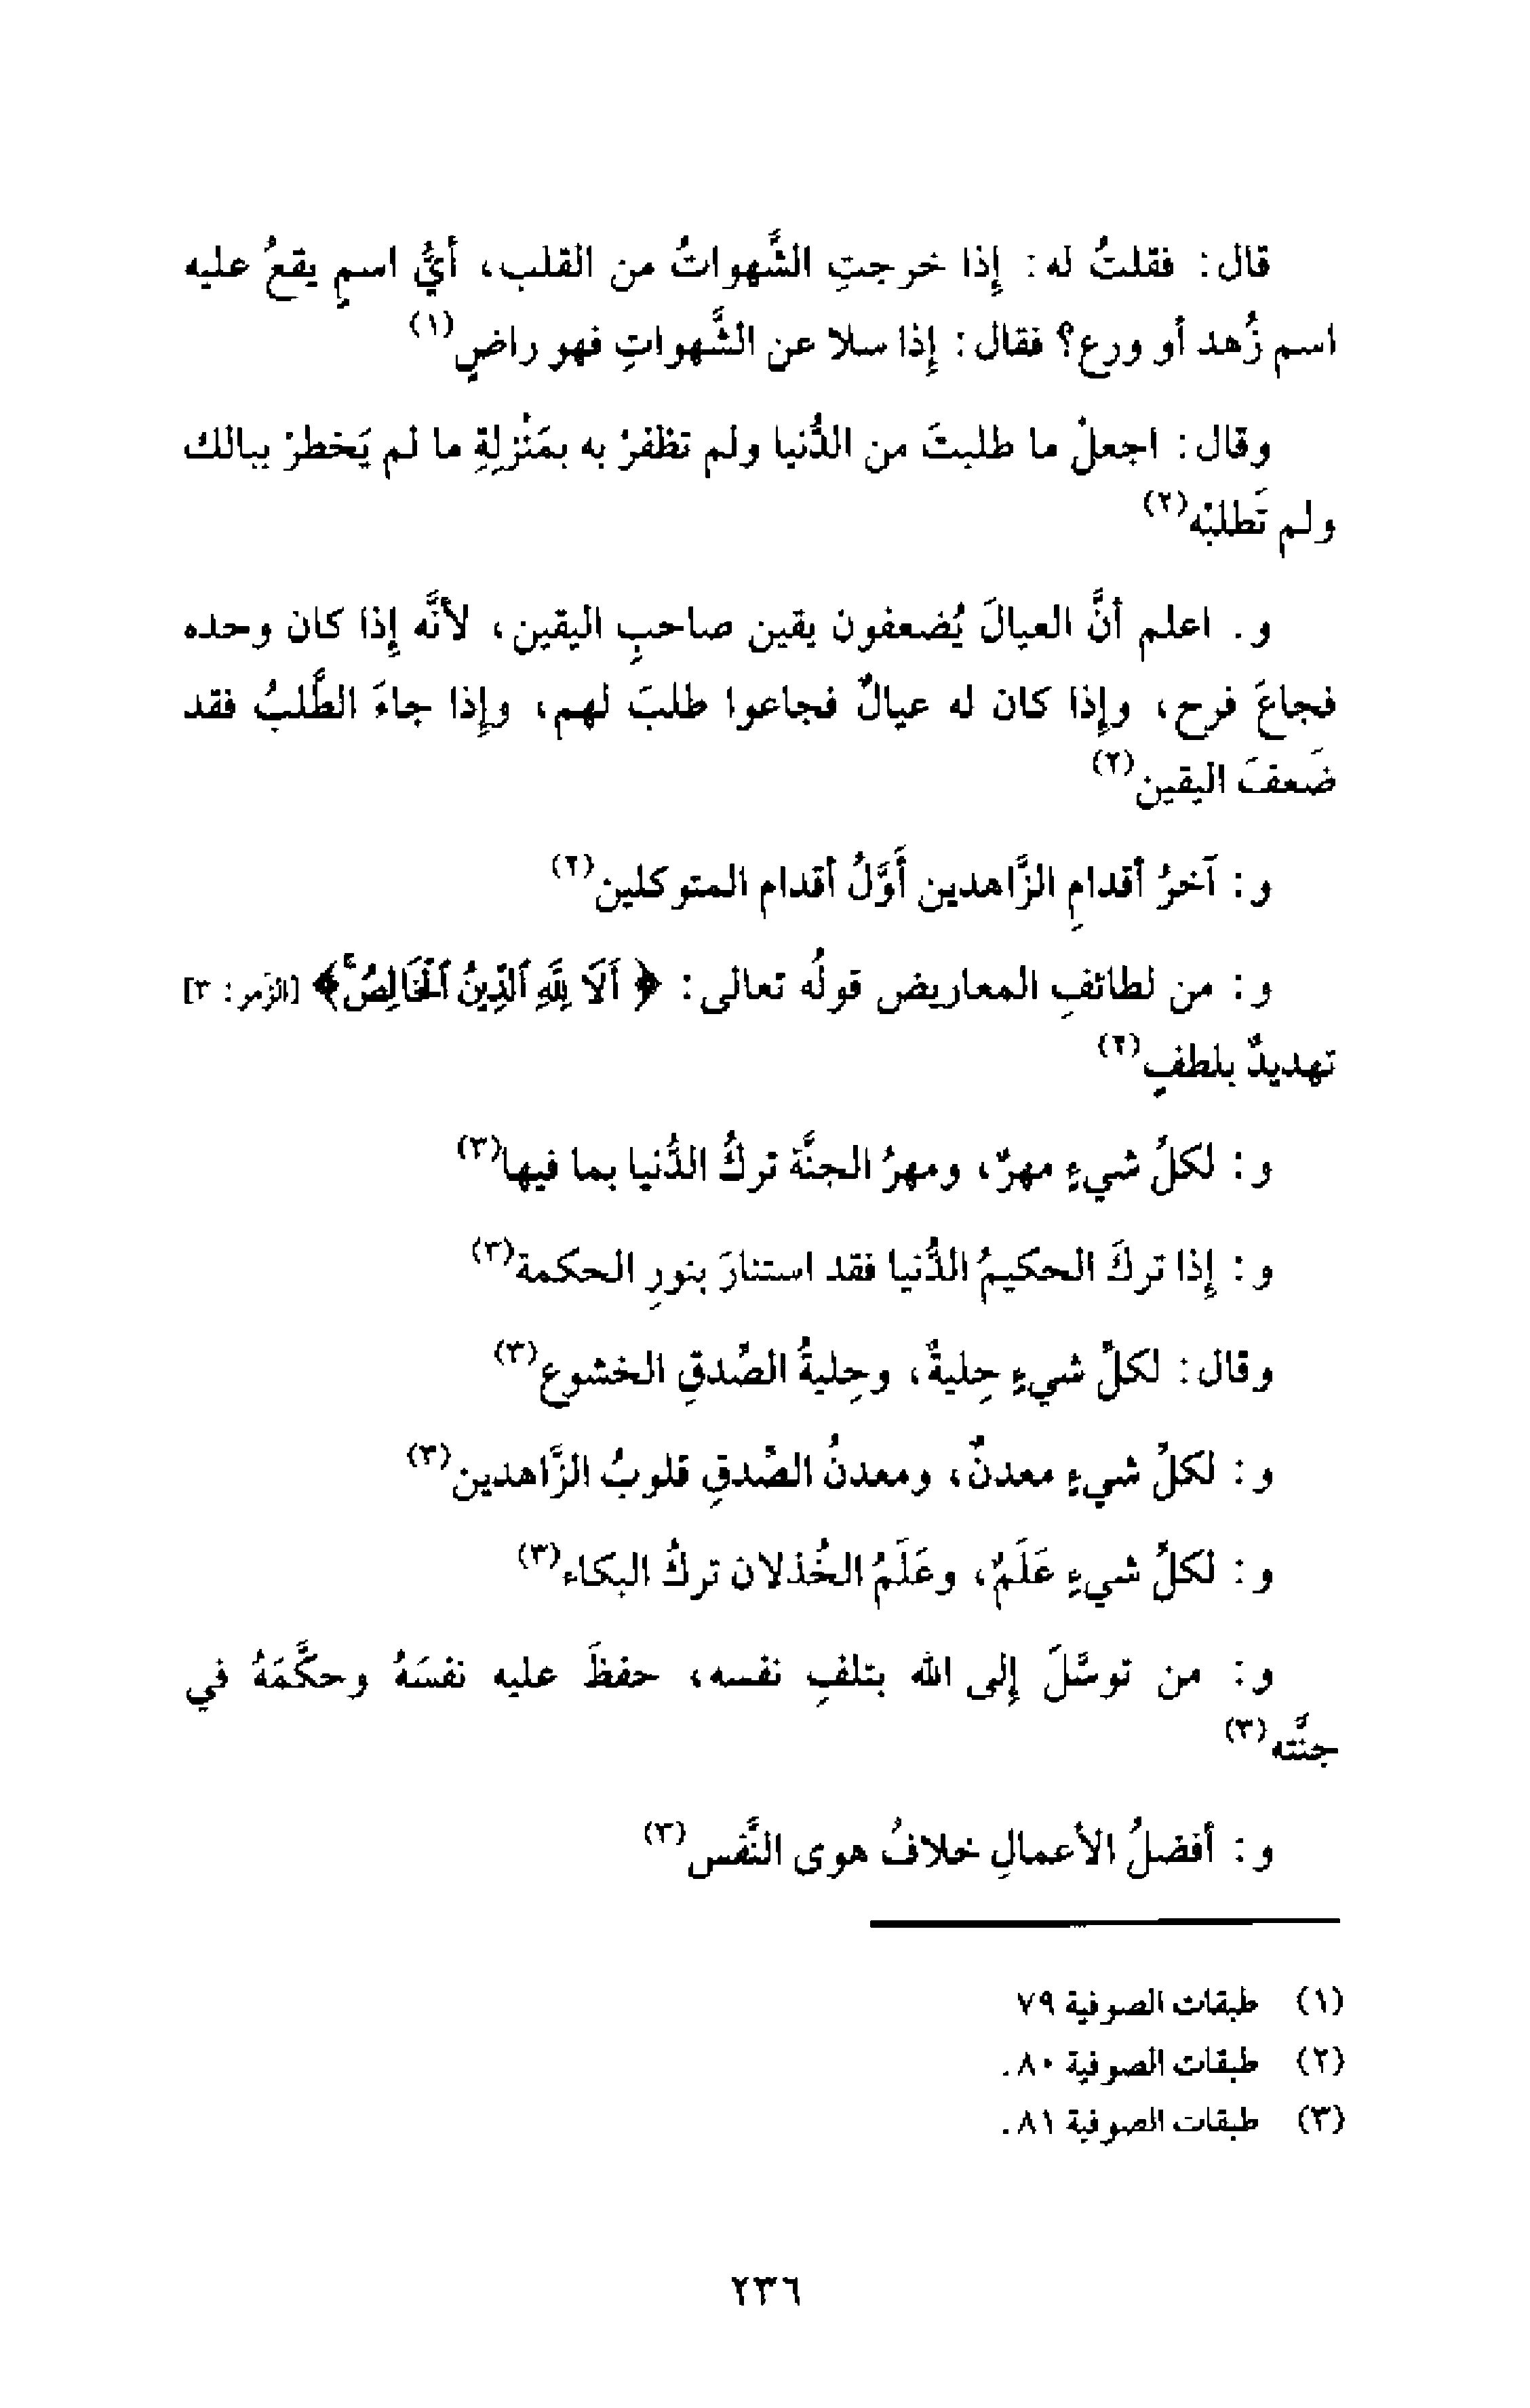 قال: فقلتُ له: إذا خرجتِ الشَّهواتُ من القلب، أيُّ اسمٍ يقعُ عليه
اسم زُهد أو ورع؟ فقال: إذا سلا عن الشَّهواتِ فهو راضٍ(١)
وقال: اجعلْ ما طلبتَ من الدُّنيا ولم تظفرْ به بمَنْزِلةِ ما لم يَخطرْ ببالك
ولم تَطلبْه(٢)
و. اعلم أنَّ العيالَ يُضعفون يقين صاحبِ اليقين، لأنَّه إذا كان وحده
فجاعَ فرح، وإذا كان له عيالٌ فجاعوا طلبَ لهم، وإذا جاءَ الطَّلبُ فقد
ضَعفَ اليقين(٢)
و: آخرُ أقدامِ الزَّاهدين أَوَّلُ أقدام المتوكلين(٢)
و: من لطائفِ المعاريض قولُه تعالى: ﴿ أَلَا لِلَّهِ ٱلدِّينُ ٱلْخَالِصُ ۚ﴾ [الزمر: ٣]
تهديدٌ بلطفٍ(٢)
و: لكلِّ شيءٍ مهرٌ، ومهرُ الجنَّة تركُ الدُّنيا بما فيها(٣)
و: إذا تركَ الحكيمُ الدُّنيا فقد استنارَ بنورِ الحكمة(٣)
وقال: لكلِّ شيءٍ حِليةٌ، وحِليةُ الصِّدقِ الخشوع(٣)
و: لكلِّ شيءٍ معدنٌ، ومعدنُ الصِّدقِ قلوبُ الزَّاهدين(٣)
و: لكلِّ شيءٍ عَلَمٌ، وعَلَمُ الخُذلان تركُ البكاء(٣)
و: من توسَّلَ إلى الله بتلفِ نفسه، حفظَ عليه نفسَهُ وحكَّمَهُ في
جنَّته(٣)
و: أفضلُ الأعمالِ خلافُ هوى النَّفس(٣)
(١) طبقات الصوفية ٧٩
(٢) طبقات الصوفية ٨٠.
(٣) طبقات الصوفية ٨١.
٢٣٦